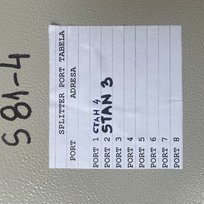 S81-4
SPLITTER PORT TABELA
PORT ADRESA
PORT 1 СТАН 4
PORT 2 STAN 3
PORT 3
PORT 4
PORT 5
PORT 6
PORT 7
PORT 8